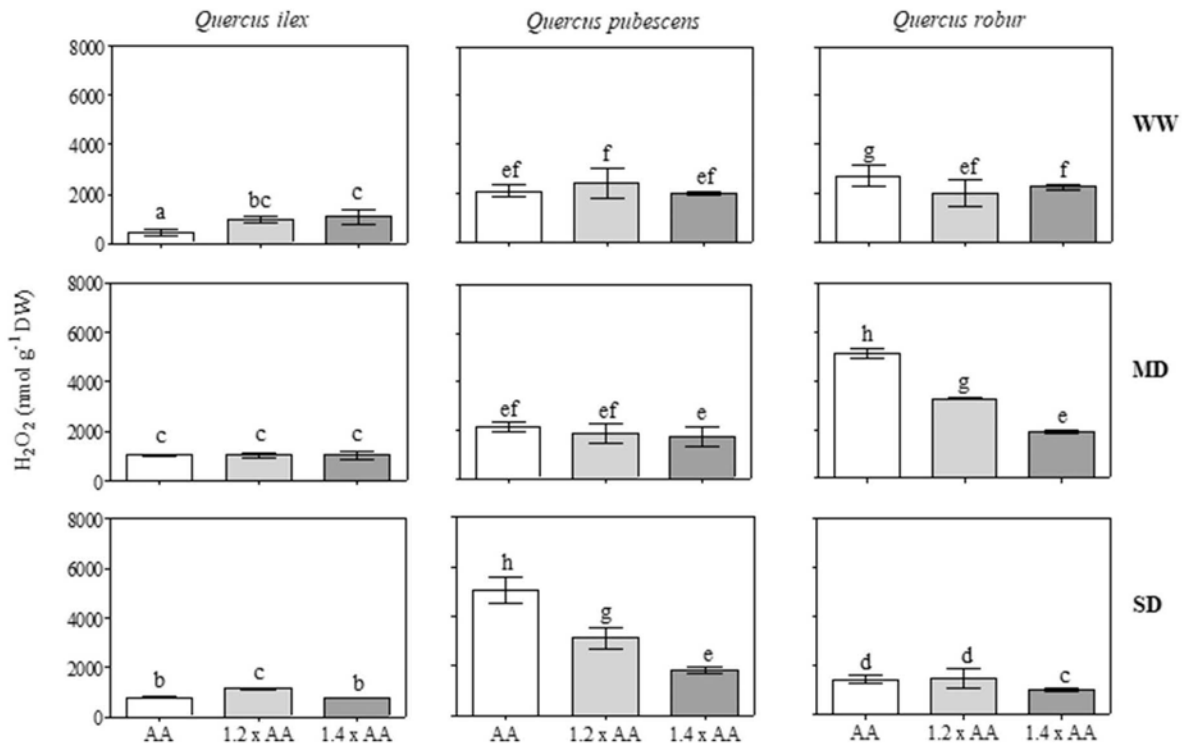 Quercus ilex Quercus pubescens Quercus robur
8000
6000
4000
2000
0
a bc c
ef f ef
g ef f
WW
H₂O₂ (nmol g⁻¹ DW)
8000
6000
4000
2000
0
c c c
ef ef e
h g e
MD
8000
6000
4000
2000
0
b c b
h g e
d d c
SD
AA 1.2 x AA 1.4 x AA AA 1.2 x AA 1.4 x AA AA 1.2 x AA 1.4 x AA